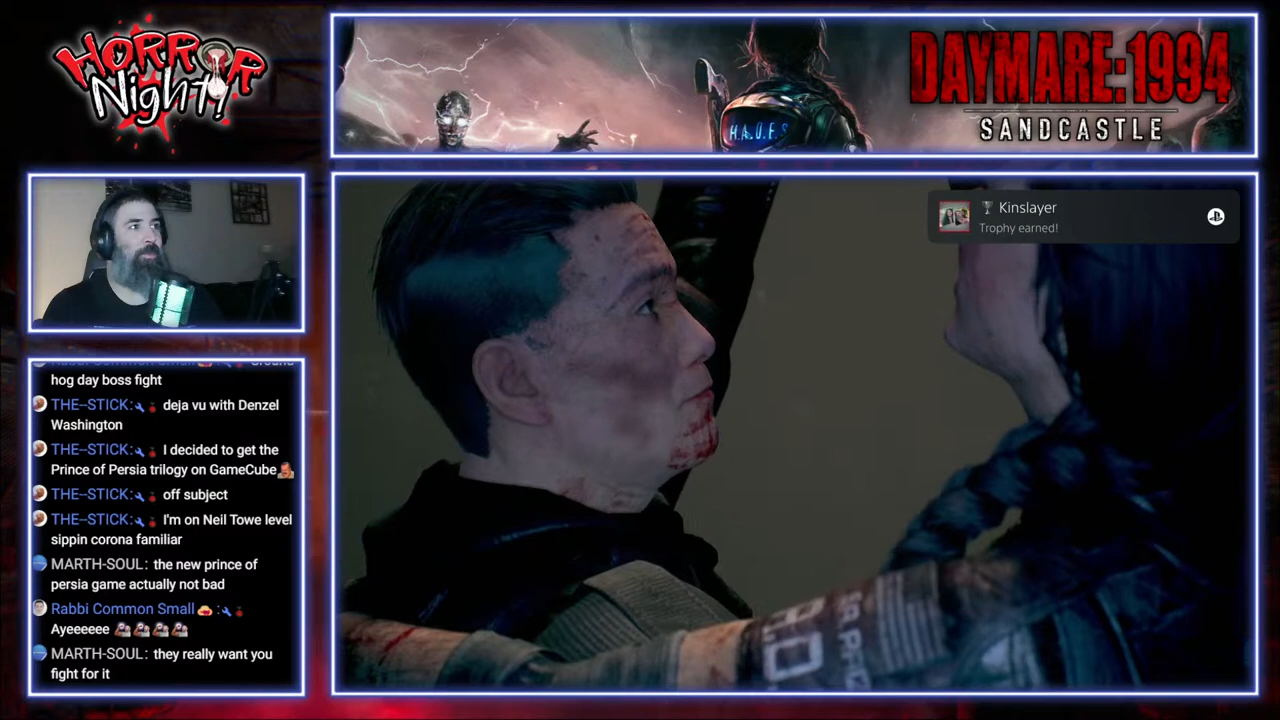 HORROR
Night!
DAYMARE:1994
SANDCASTLE
H.A.D.E.S.
Kinslayer
Trophy earned!
hog day boss fight
THE-STICK: deja vu with Denzel
Washington
THE-STICK: I decided to get the
Prince of Persia trilogy on GameCube
THE-STICK: off subject
THE-STICK: I'm on Neil Towe level
sippin corona familiar
MARTH-SOUL: the new prince of
persia game actually not bad
Rabbi Common Small :
Ayeeeeee
MARTH-SOUL: they really want you
fight for it